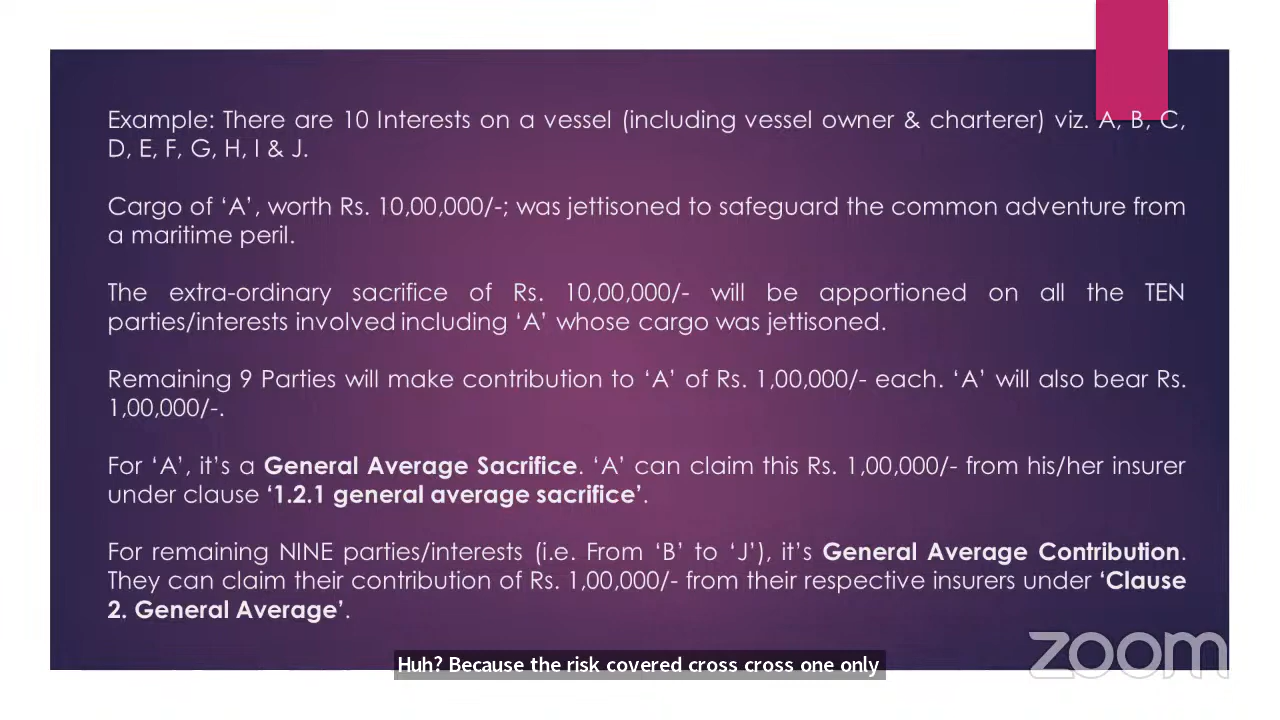 Example: There are 10 Interests on a vessel (including vessel owner & charterer) viz. A, B, C,
D, E, F, G, H, I & J.
Cargo of ‘A’, worth Rs. 10,00,000/-; was jettisoned to safeguard the common adventure from
a maritime peril.
The extra-ordinary sacrifice of Rs. 10,00,000/- will be apportioned on all the TEN
parties/interests involved including ‘A’ whose cargo was jettisoned.
Remaining 9 Parties will make contribution to ‘A’ of Rs. 1,00,000/- each. ‘A’ will also bear Rs.
1,00,000/-.
For ‘A’, it’s a General Average Sacrifice. ‘A’ can claim this Rs. 1,00,000/- from his/her insurer
under clause ‘1.2.1 general average sacrifice’.
For remaining NINE parties/interests (i.e. From ‘B’ to ‘J’), it’s General Average Contribution.
They can claim their contribution of Rs. 1,00,000/- from their respective insurers under ‘Clause
2. General Average’.
zoom
Huh? Because the risk covered cross cross one only